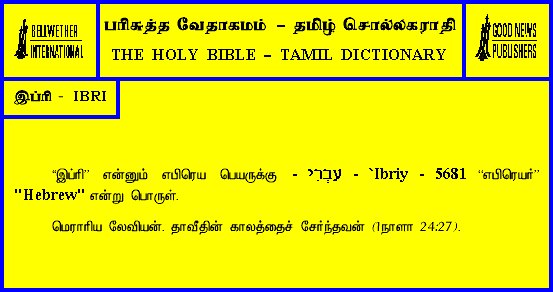 BELLWETHER
INTERNATIONAL
பரிசுத்த வேதாகமம் – தமிழ் சொல்லகராதி
THE HOLY BIBLE – TAMIL DICTIONARY
GOOD NEWS
PUBLISHERS
இப்ரி - IBRI
“இப்ரி” என்னும் எபிரெய பெயருக்கு - עִבְרִי - `Ibriy - 5681 “எபிரெயர்”
"Hebrew" என்று பொருள்.
மெராரிய லேவியன். தாவீதின் காலத்தைச் சேர்ந்தவன் (1நாளா 24:27).